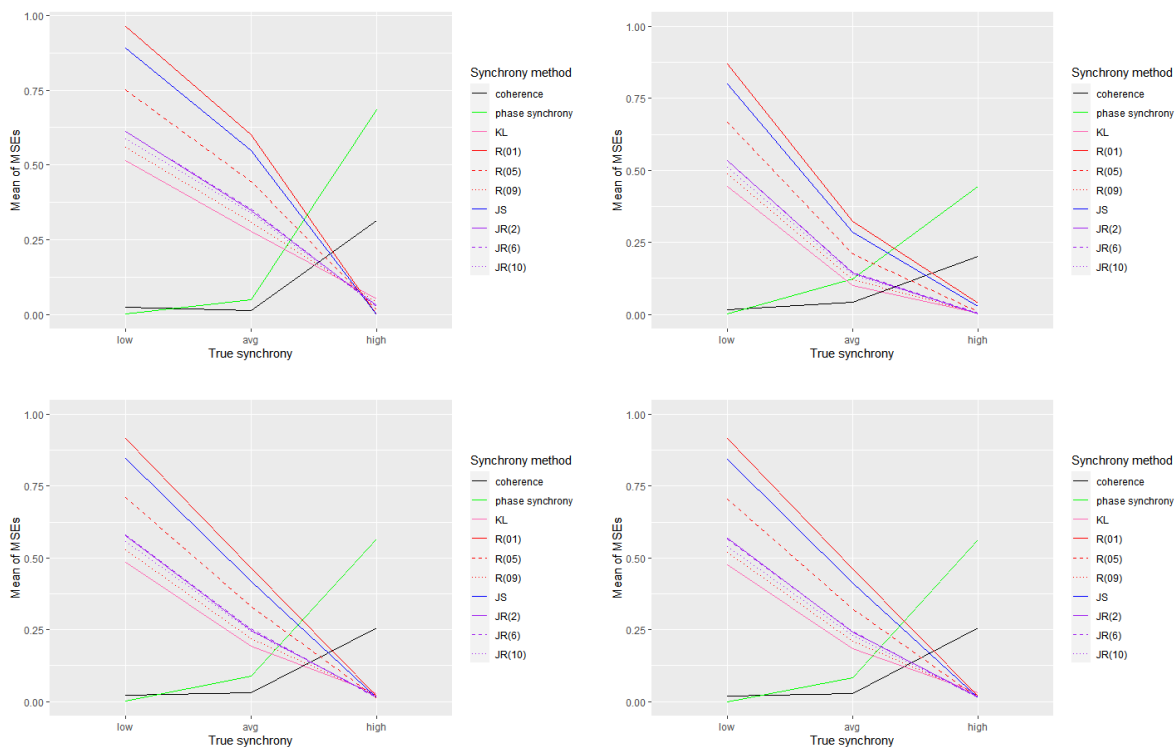 Mean of MSEs
1.00
0.75
0.50
0.25
0.00
low avg high
True synchrony
Synchrony method
coherence
phase synchrony
KL
R(01)
R(05)
R(09)
JS
JR(2)
JR(6)
JR(10)
Mean of MSEs
1.00
0.75
0.50
0.25
0.00
low avg high
True synchrony
Synchrony method
coherence
phase synchrony
KL
R(01)
R(05)
R(09)
JS
JR(2)
JR(6)
JR(10)
Mean of MSEs
1.00
0.75
0.50
0.25
0.00
low avg high
True synchrony
Synchrony method
coherence
phase synchrony
KL
R(01)
R(05)
R(09)
JS
JR(2)
JR(6)
JR(10)
Mean of MSEs
1.00
0.75
0.50
0.25
0.00
low avg high
True synchrony
Synchrony method
coherence
phase synchrony
KL
R(01)
R(05)
R(09)
JS
JR(2)
JR(6)
JR(10)